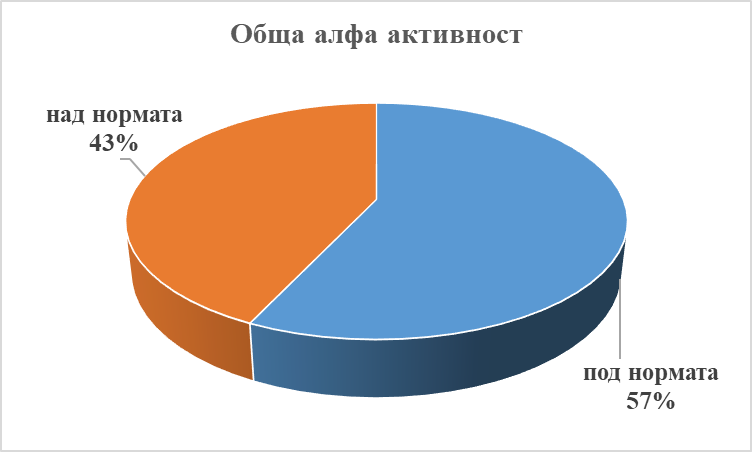 Обща алфа активност
над нормата
43%
под нормата
57%